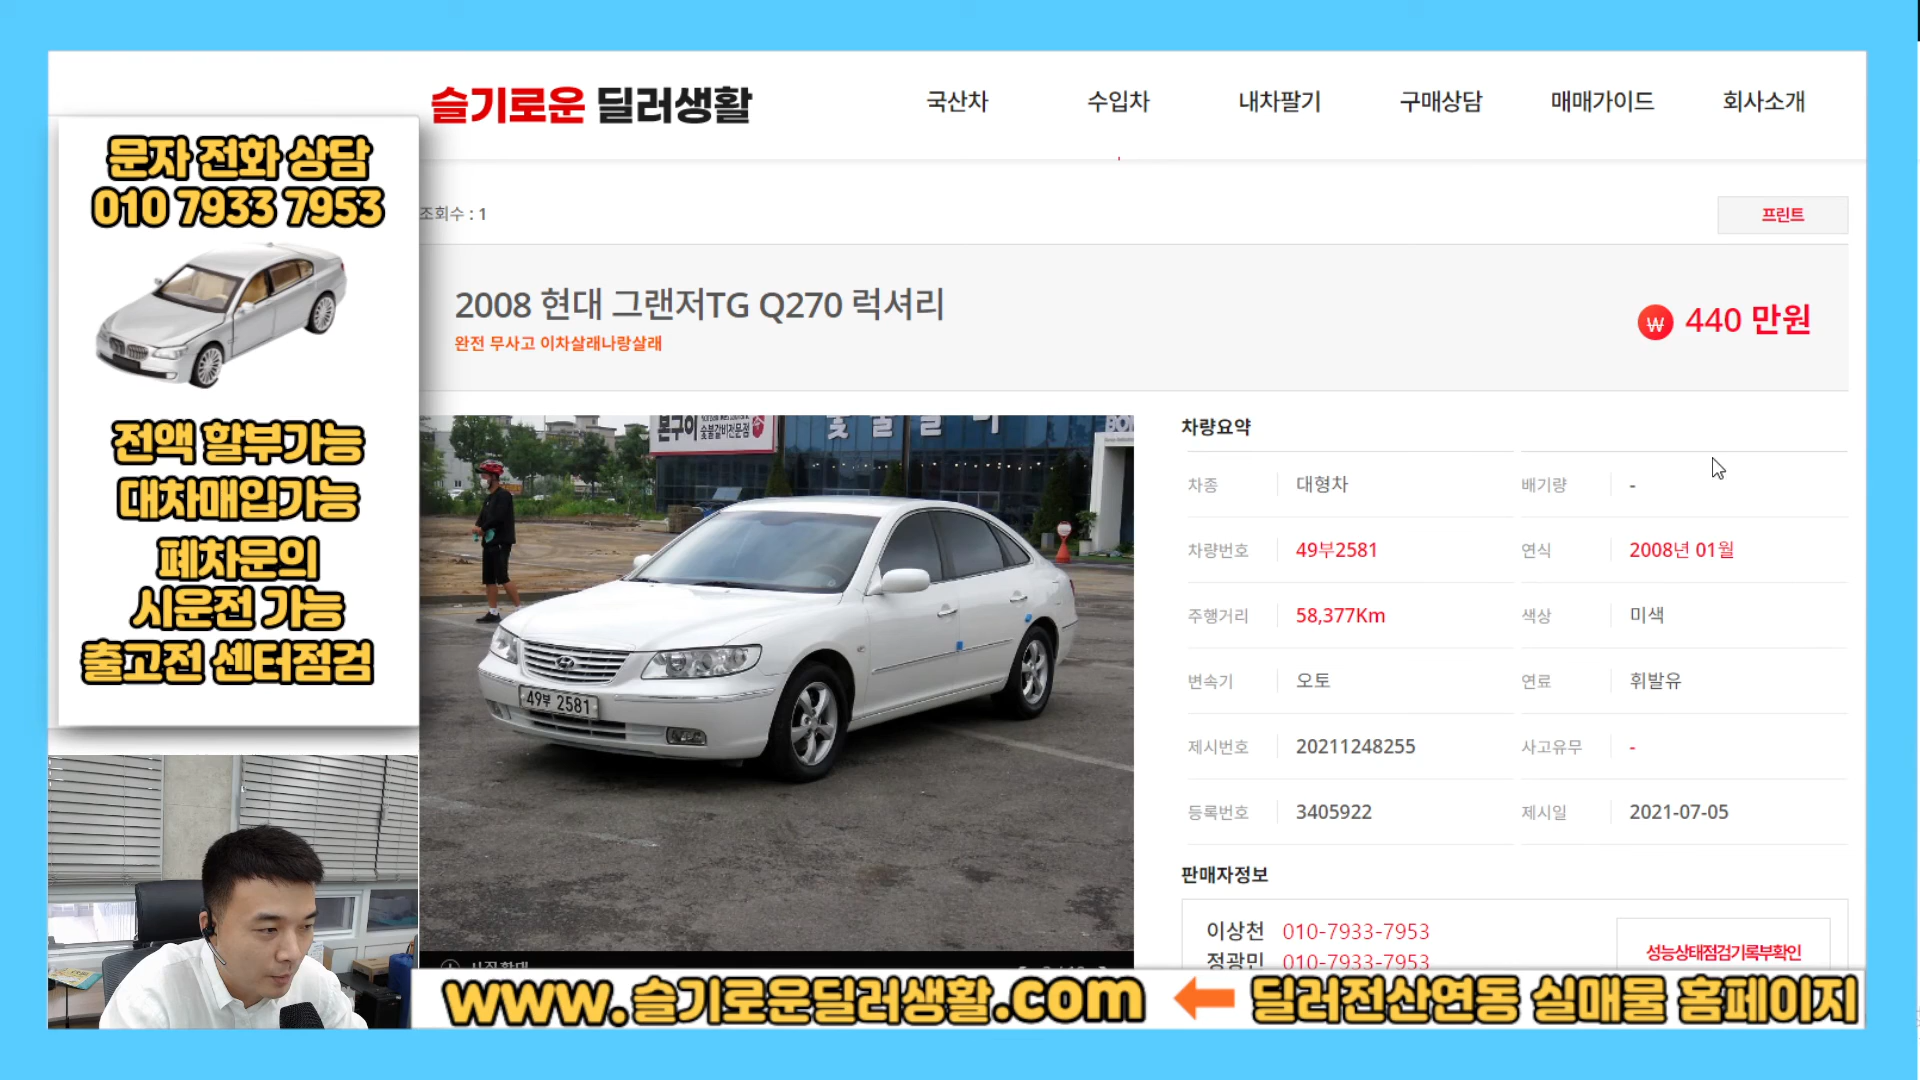 슬기로운 딜러생활
국산차
수입차
내차팔기
구매상담
매매가이드
회사소개
문자 전화 상담
010 7933 7953
전액 할부가능
대차매입가능
폐차문의
시운전 가능
출고전 센터점검
조회수 : 1
프린트
2008 현대 그랜저TG Q270 럭셔리
완전 무사고 이차살래나랑살래
₩ 440 만원
본구이
숯불갈비전문점
49부 2581
차량요약
차종 대형차 배기량 -
차량번호 49부2581 연식 2008년 01월
주행거리 58,377Km 색상 미색
변속기 오토 연료 휘발유
제시번호 20211248255 사고유무 -
등록번호 3405922 제시일 2021-07-05
판매자정보
이상천 010-7933-7953
정광민 010-7933-7953
성능상태점검기록부확인
www.슬기로운딜러생활.com ← 딜러전산연동 실매물 홈페이지